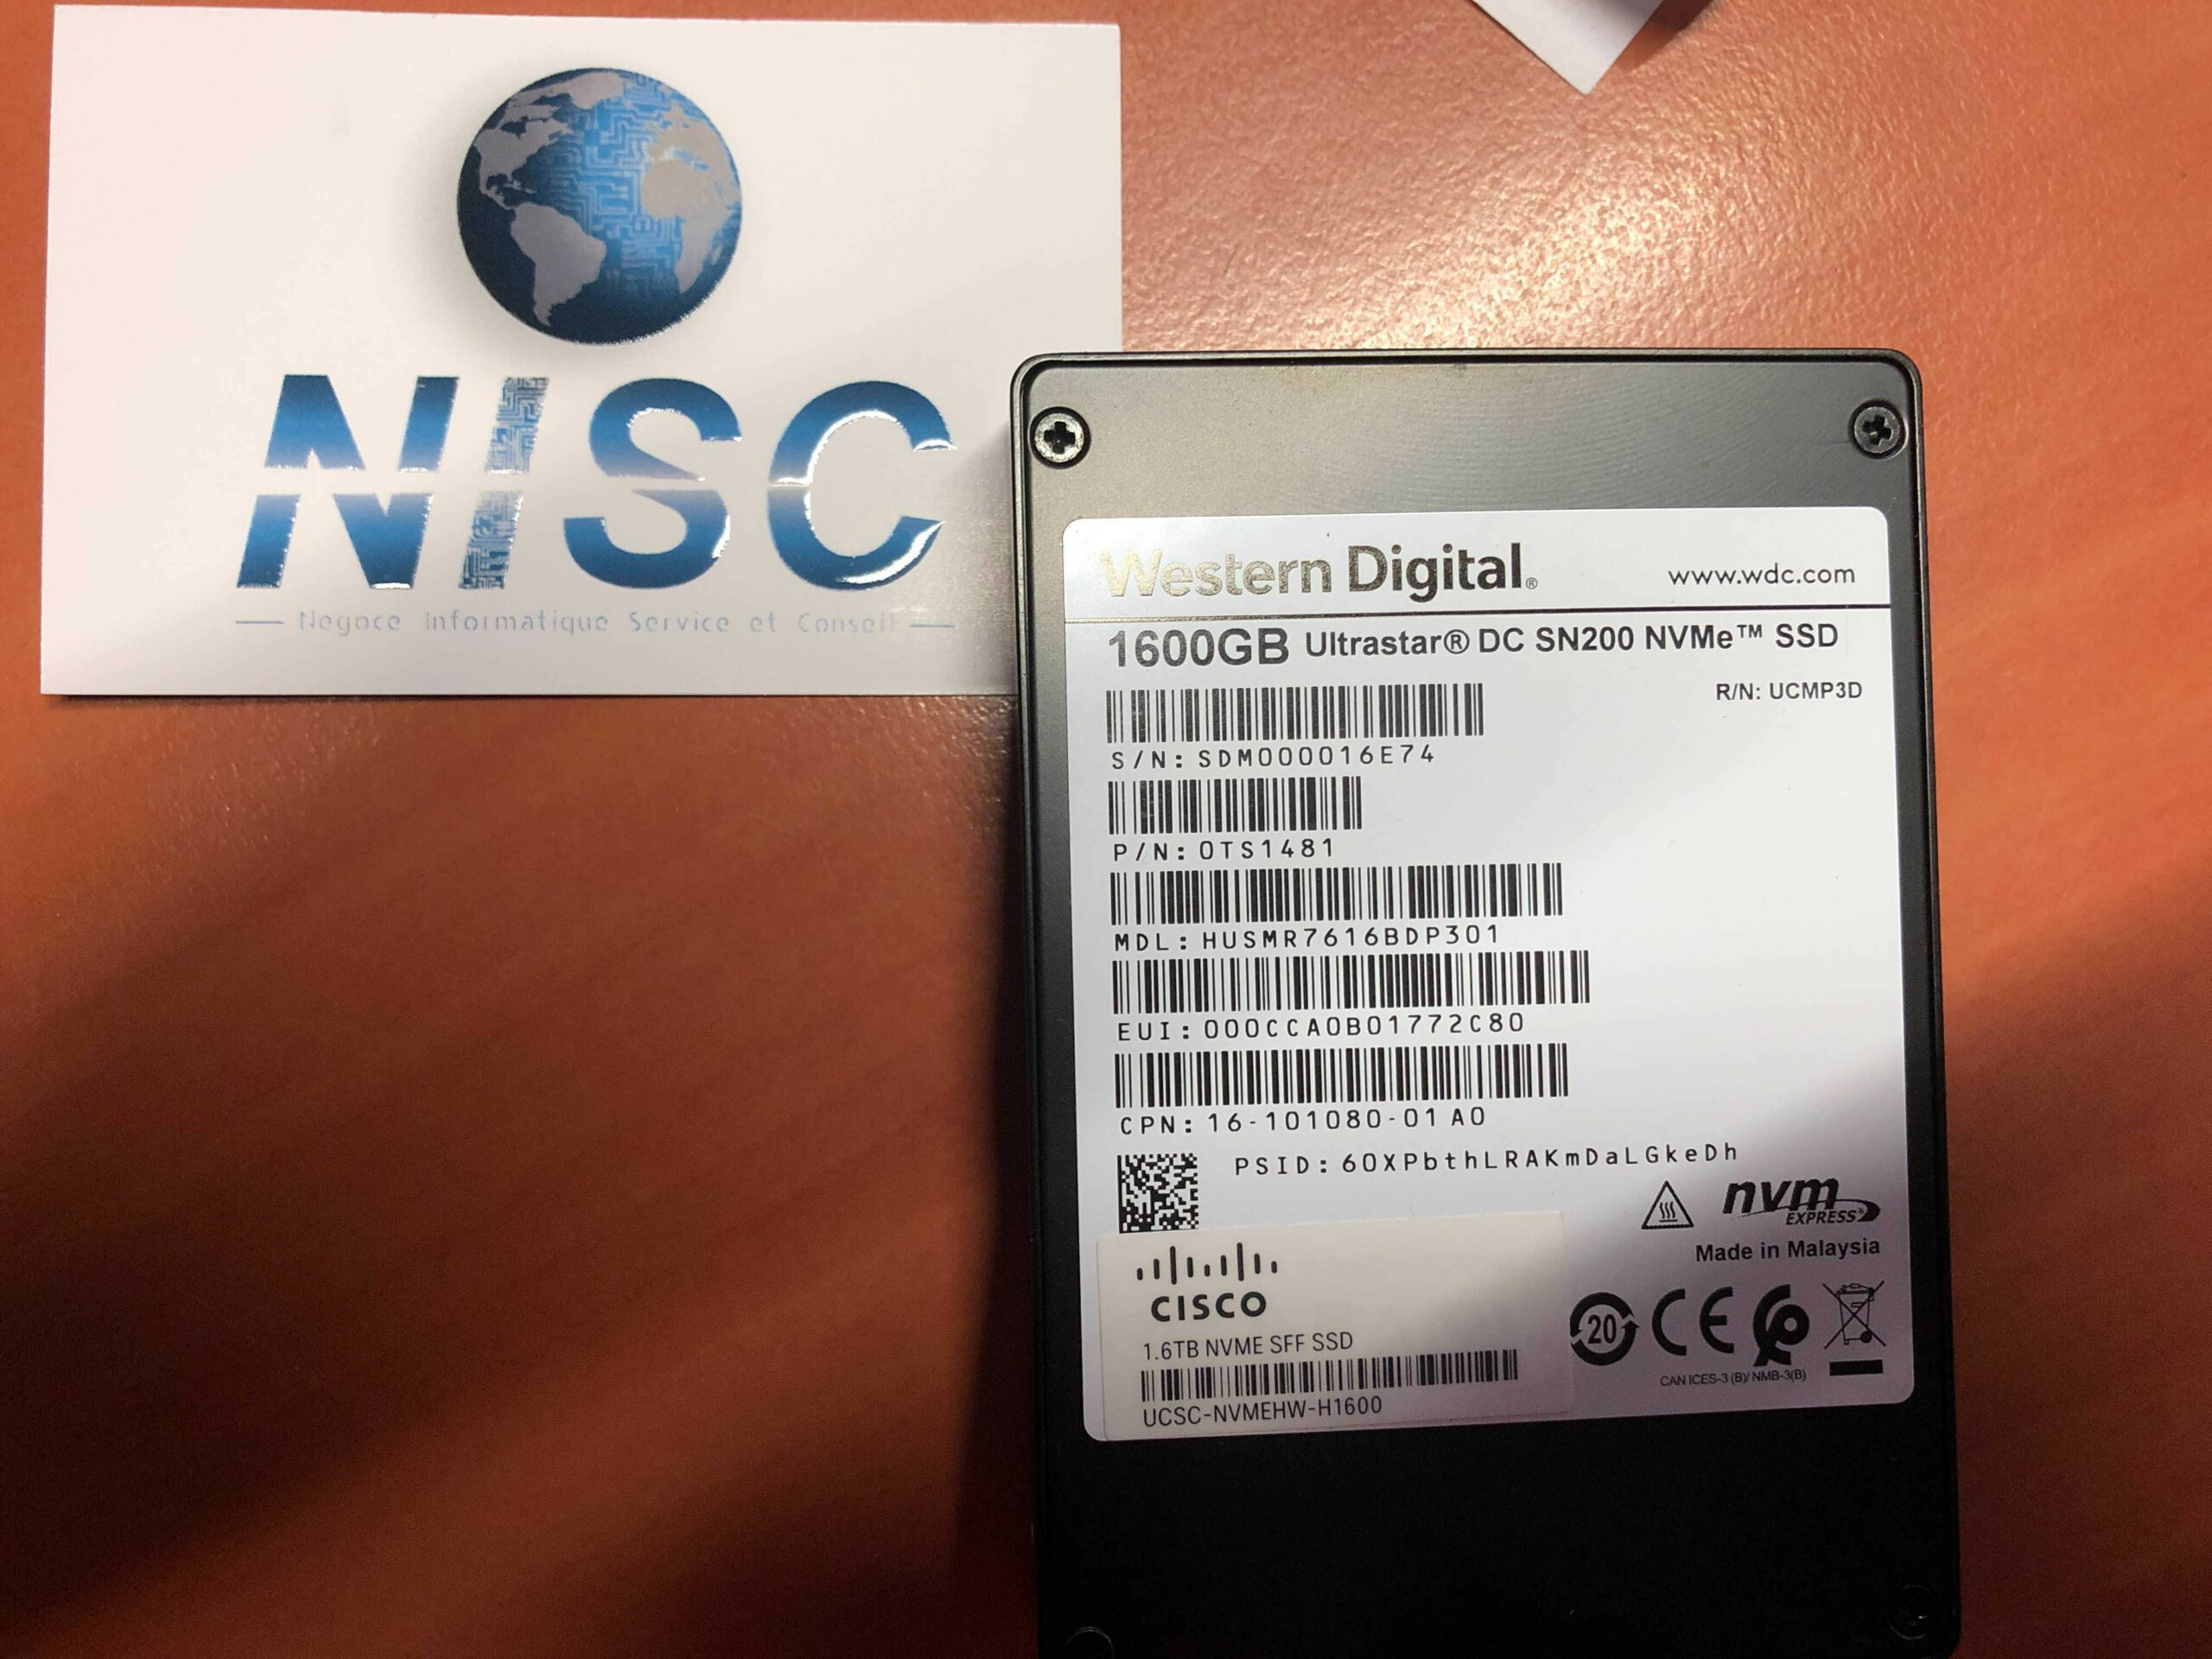 NISC
Negoce Informatique Service et Conseil
Western Digital®
www.wdc.com
1600GB Ultrastar® DC SN200 NVMe™ SSD
R/N: UCMP3D
S/N: SDM000016E74
P/N: 0TS1481
MDL: HUSMR7616BDP301
EUI: 000CCA0B01772C80
CPN: 16-101080-01 A0
PSID: 60XPbthLRAKmDaLGkeDh
nvm
EXPRESS®
Made in Malaysia
CISCO
1.6TB NVME SFF SSD
20 CE
CAN ICES-3 (B)/ NMB-3(B)
UCSC-NVMEHW-H1600